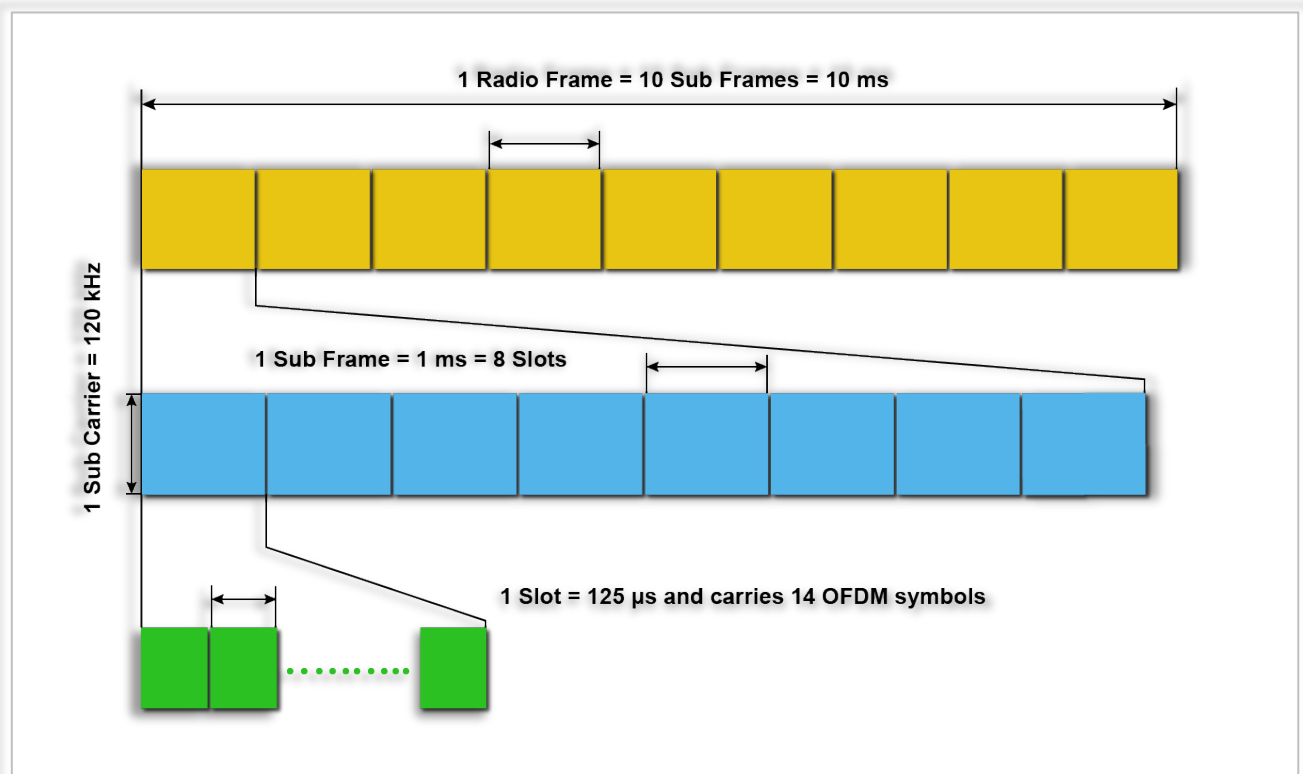 1 Radio Frame = 10 Sub Frames = 10 ms
1 Sub Carrier = 120 kHz
1 Sub Frame = 1 ms = 8 Slots
1 Slot = 125 µs and carries 14 OFDM symbols